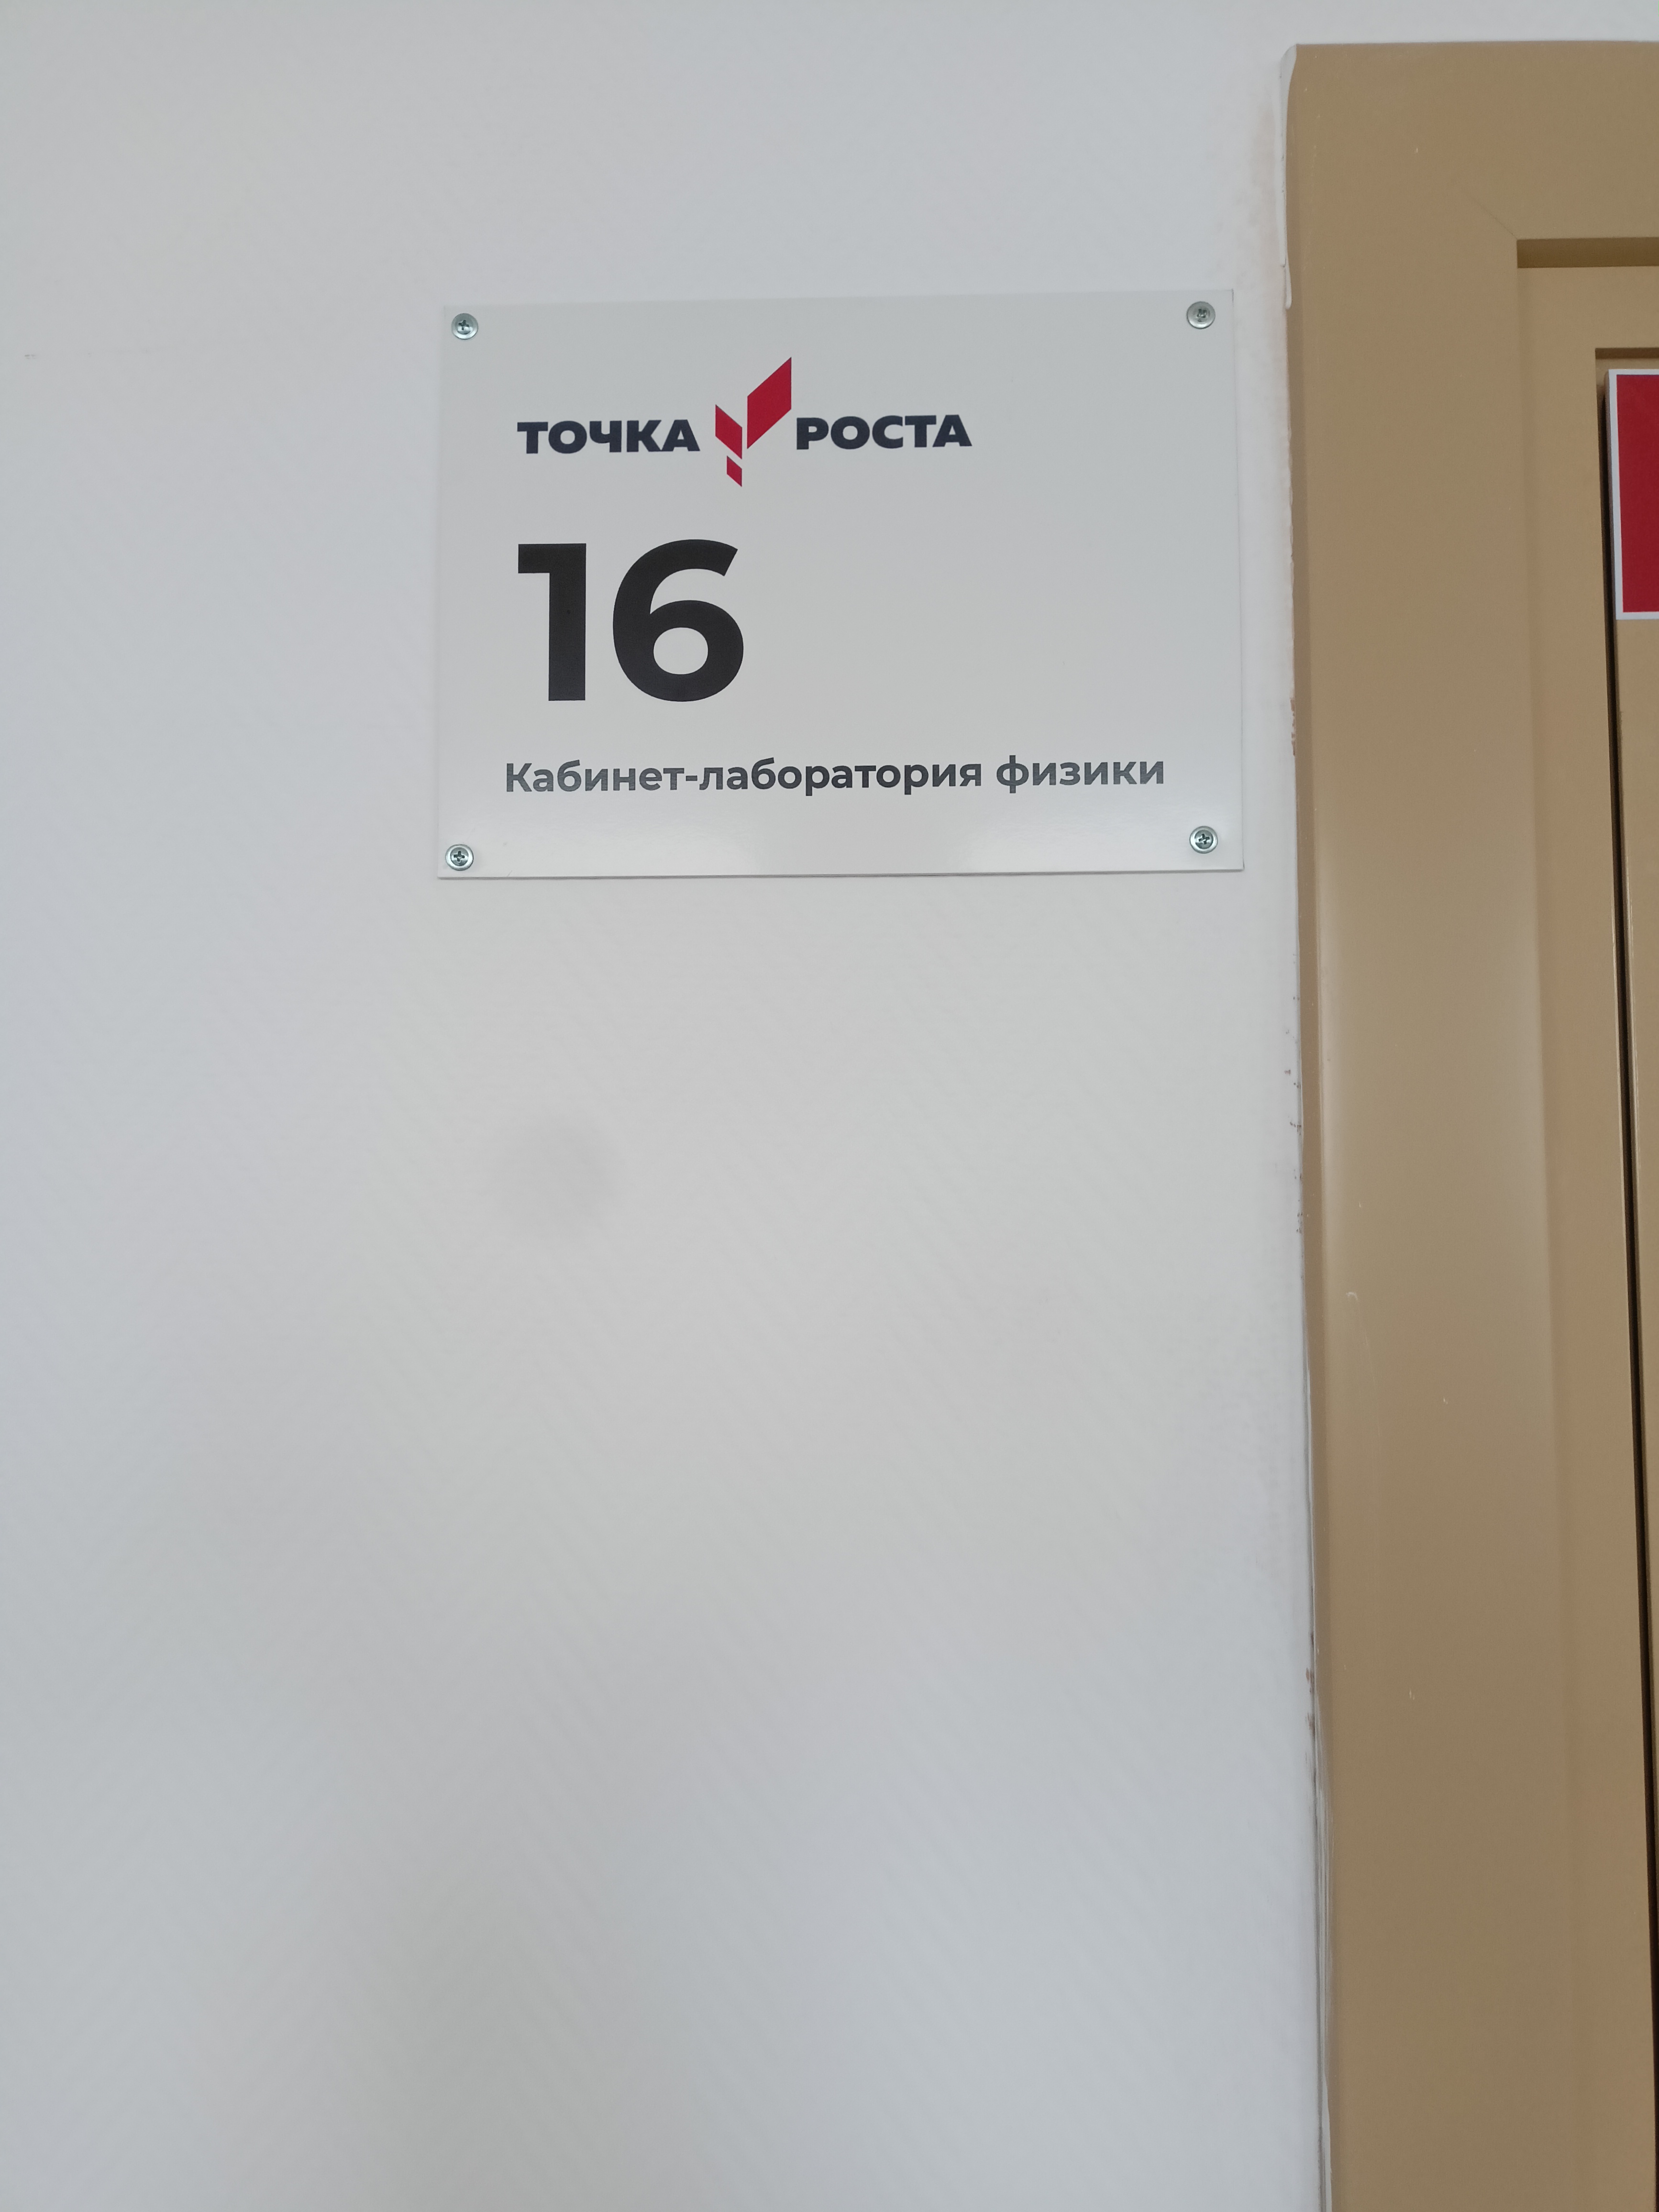 ТОЧКА РОСТА
16
Кабинет-лаборатория физики